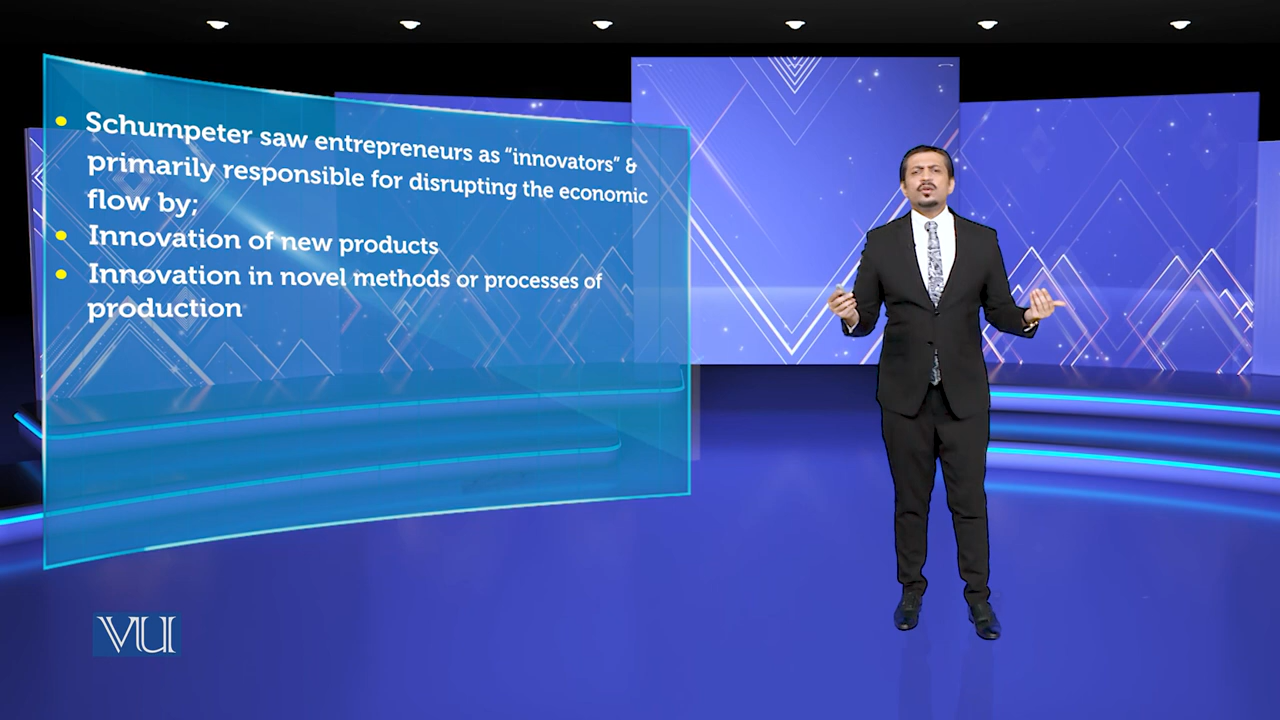 Schumpeter saw entrepreneurs as “innovators” &
primarily responsible for disrupting the economic
flow by;
Innovation of new products
Innovation in novel methods or processes of
production
VU